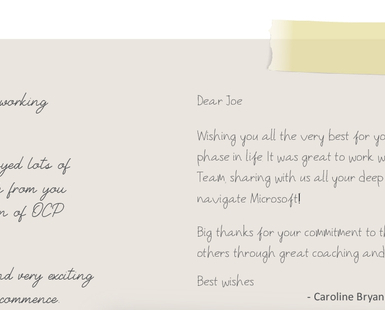 working
yed lots of
from you
n of OCP
nd very exciting
commence.
Dear Joe
Wishing you all the very best for yo
phase in life It was great to work w
Team sharing with us all your deep
navigate Microsoft!
Big thanks for your commitment to th
others through great coaching and
Best wishes
- Caroline Bryan